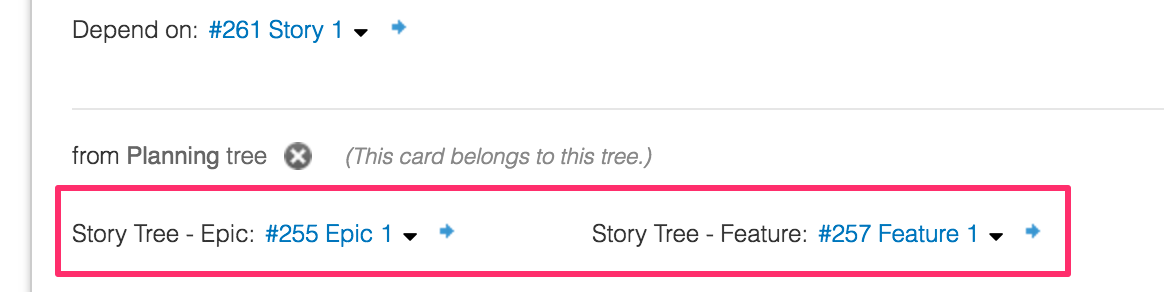 Depend on: #261 Story 1
from Planning tree (This card belongs to this tree.)
Story Tree - Epic: #255 Epic 1 Story Tree - Feature: #257 Feature 1